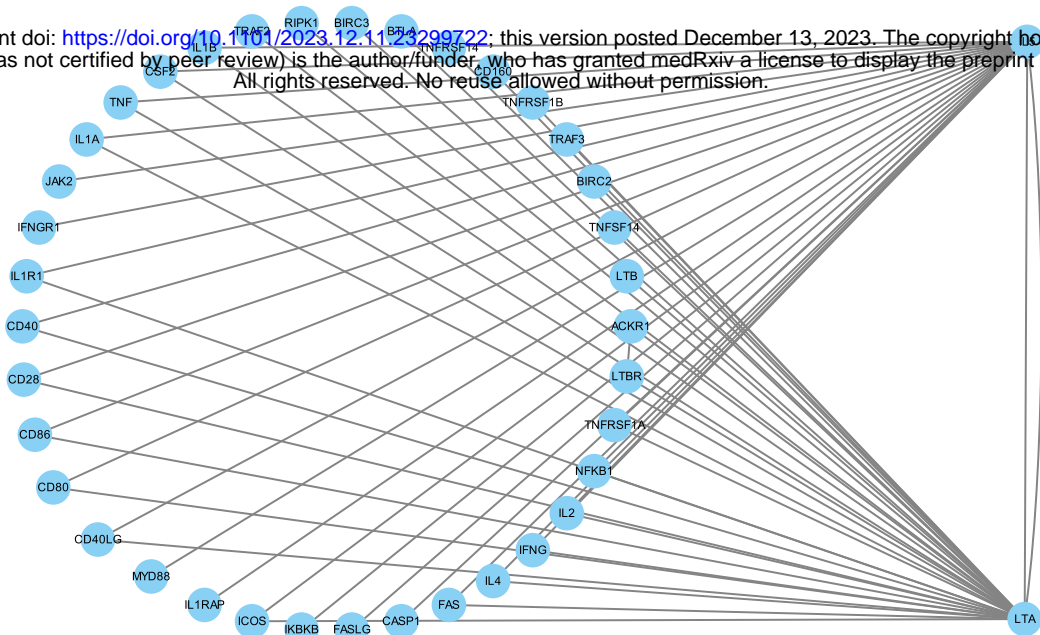 RIPK1 BIRC3
TRAF2 BTLA
nt doi: https://doi.org/10.1101/2023.12.11.23299722; this version posted December 13, 2023. The copyright ho
IL1B TNFRSF14
as not certified by peer review) is the author/funder, who has granted medRxiv a license to display the preprint
CSF2 CD160
All rights reserved. No reuse allowed without permission.
TNF TNFRSF1B
IL1A TRAF3
JAK2 BIRC2
IFNGR1 TNFSF14
IL1R1 LTB
CD40 ACKR1
CD28 LTBR
CD86 TNFRSF1A
CD80 NFKB1
CD40LG IL2
MYD88 IFNG
IL1RAP IL4
ICOS IKBKB FASLG CASP1 FAS
LTA